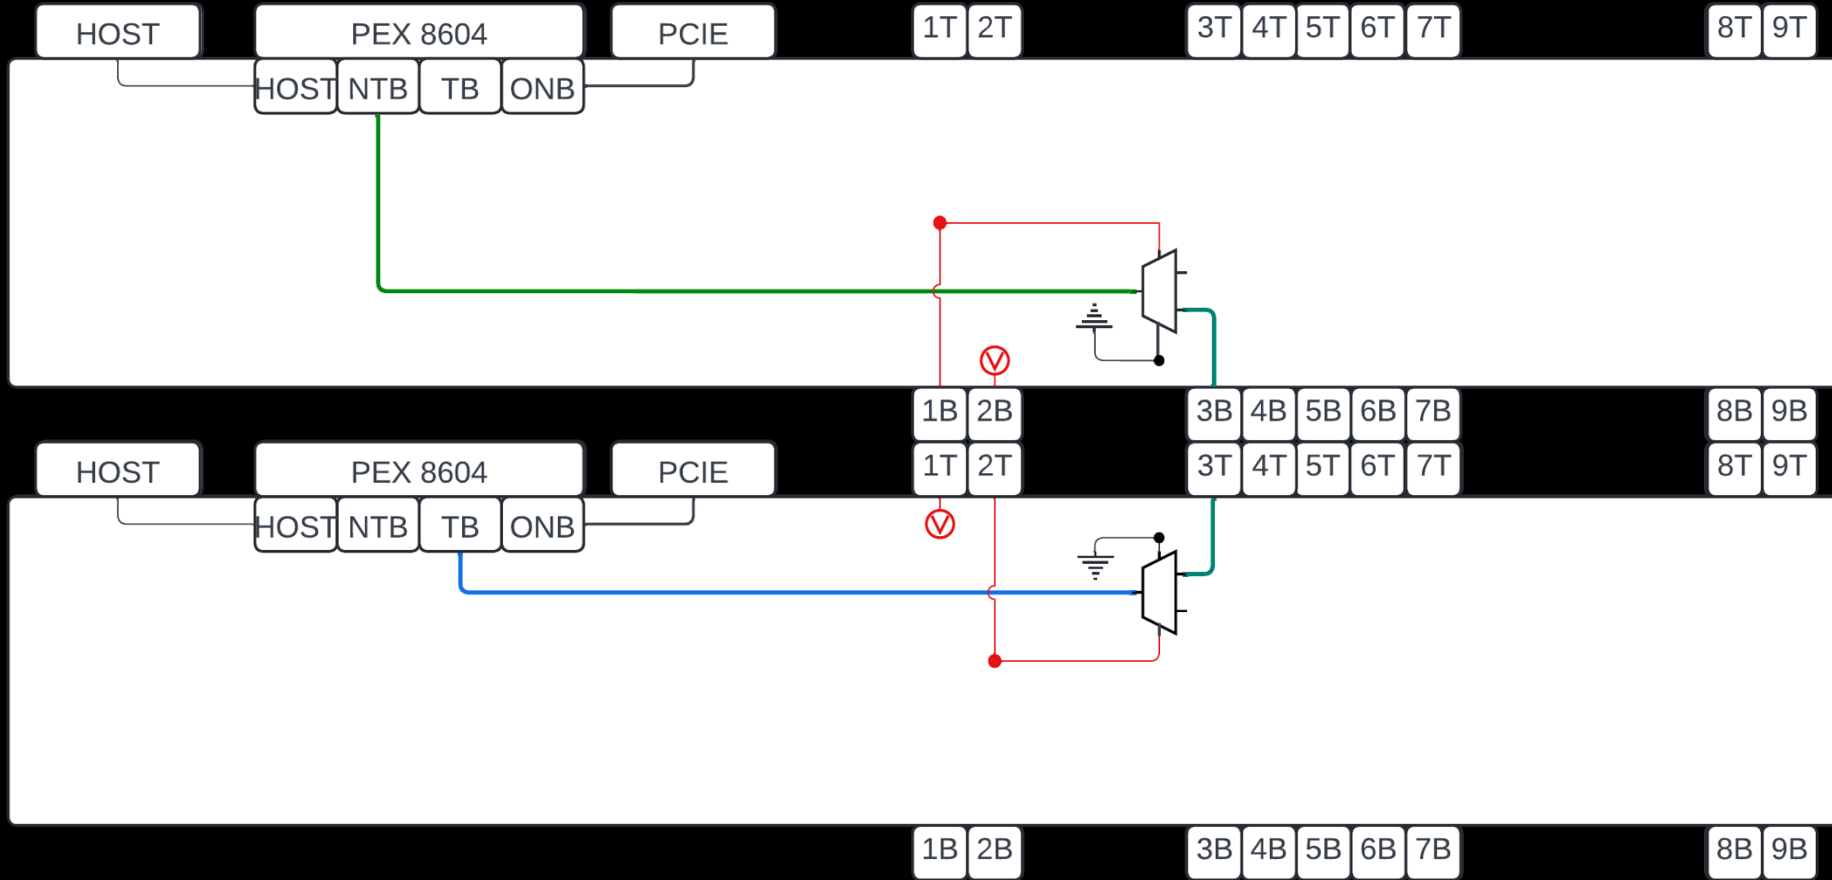 HOST PEX 8604 PCIE 1T 2T 3T 4T 5T 6T 7T 8T 9T
HOST NTB TB ONB
V
1B 2B 3B 4B 5B 6B 7B 8B 9B
HOST PEX 8604 PCIE 1T 2T 3T 4T 5T 6T 7T 8T 9T
HOST NTB TB ONB V
1B 2B 3B 4B 5B 6B 7B 8B 9B